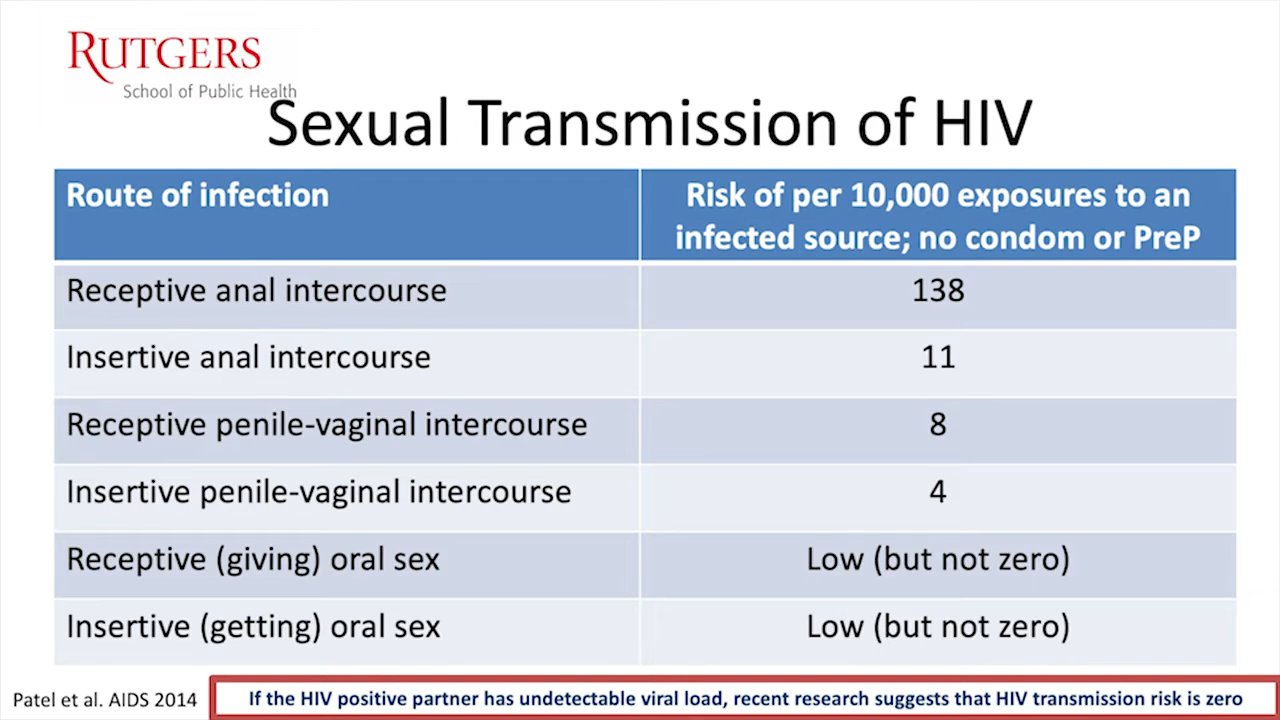 RUTGERS
School of Public Health
Sexual Transmission of HIV
Route of infection
Risk of per 10,000 exposures to an
infected source; no condom or PreP
Receptive anal intercourse
138
Insertive anal intercourse
11
Receptive penile-vaginal intercourse
8
Insertive penile-vaginal intercourse
4
Receptive (giving) oral sex
Low (but not zero)
Insertive (getting) oral sex
Low (but not zero)
Patel et al. AIDS 2014
If the HIV positive partner has undetectable viral load, recent research suggests that HIV transmission risk is zero